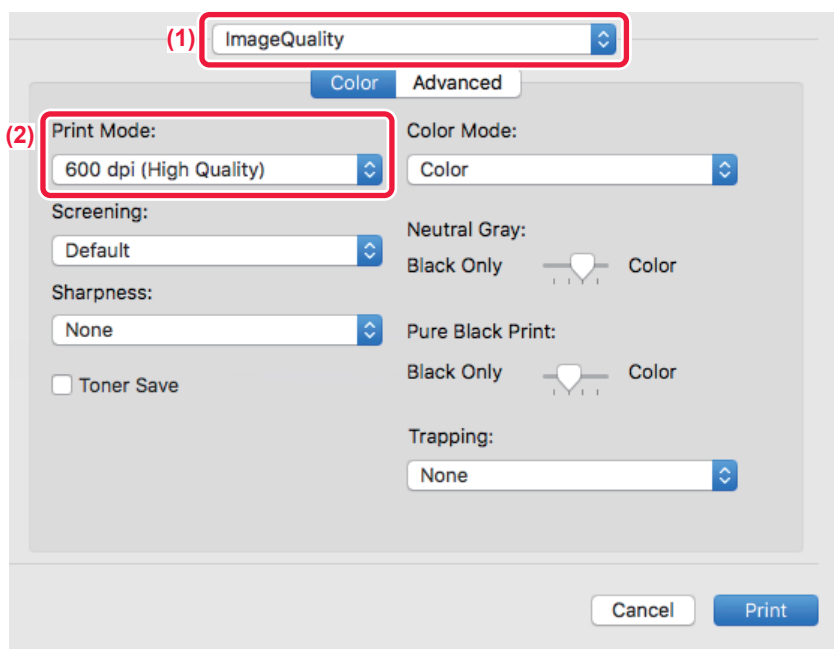 (1) ImageQuality
Color Advanced
(2) Print Mode:
600 dpi (High Quality)
Screening:
Default
Sharpness:
None
Toner Save
Color Mode:
Color
Neutral Gray:
Black Only Color
Pure Black Print:
Black Only Color
Trapping:
None
Cancel Print